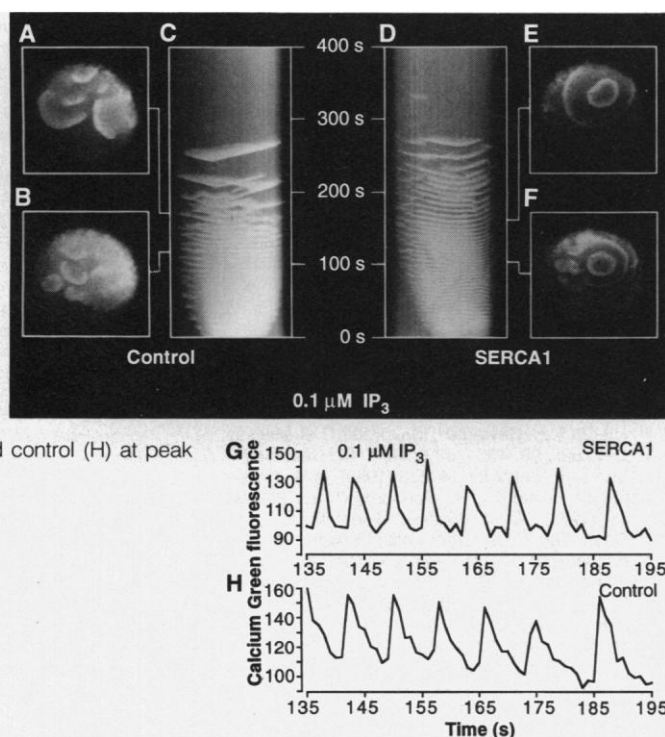 A
C
D
E
400 s
300 s
B
200 s
F
100 s
0 s
Control
SERCA1
0.1 µM IP3
d control (H) at peak
G
0.1 µM IP3
SERCA1
150
130
110
90
135 145 155 165 175 185 195
H
Control
160
140
120
100
135 145 155 165 175 185 195
Calcium Green fluorescence
Time (s)